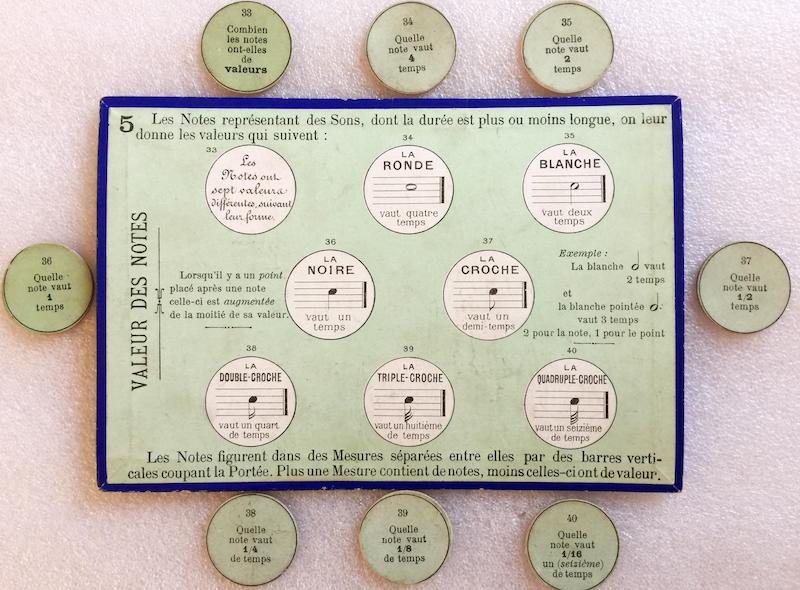 33
Combien
les notes
ont-elles
de
valeurs
34
Quelle
note vaut
4
temps
35
Quelle
note vaut
2
temps
5 Les Notes représentant des Sons, dont la durée est plus ou moins longue, on leur
donne les valeurs qui suivent :
33
Les
Notes ont
sept valeurs
différentes, suivant
leur forme.
34
LA
RONDE
vaut quatre
temps
35
LA
BLANCHE
vaut deux
temps
VALEUR DES NOTES
36
Quelle
note vaut
1
temps
Lorsqu'il y a un point
placé après une note
celle-ci est augmentée
de la moitié de sa valeur.
36
LA
NOIRE
vaut un
temps
37
LA
CROCHE
vaut un
demi-temps
Exemple :
La blanche vaut
2 temps
et
la blanche pointée
vaut 3 temps
2 pour la note, 1 pour le point
37
Quelle
note vaut
1/2
temps
38
LA
DOUBLE-CROCHE
vaut un quart
de temps
39
LA
TRIPLE-CROCHE
vaut un huitième
de temps
40
LA
QUADRUPLE-CROCHE
vaut un seizième
de temps
Les Notes figurent dans des Mesures séparées entre elles par des barres verti-
cales coupant la Portée. Plus une Mesure contient de notes, moins celles-ci ont de valeur.
38
Quelle
note vaut
1/4
de temps
39
Quelle
note vaut
1/8
de temps
40
Quelle
note vaut
1/16
un (seizième)
de temps